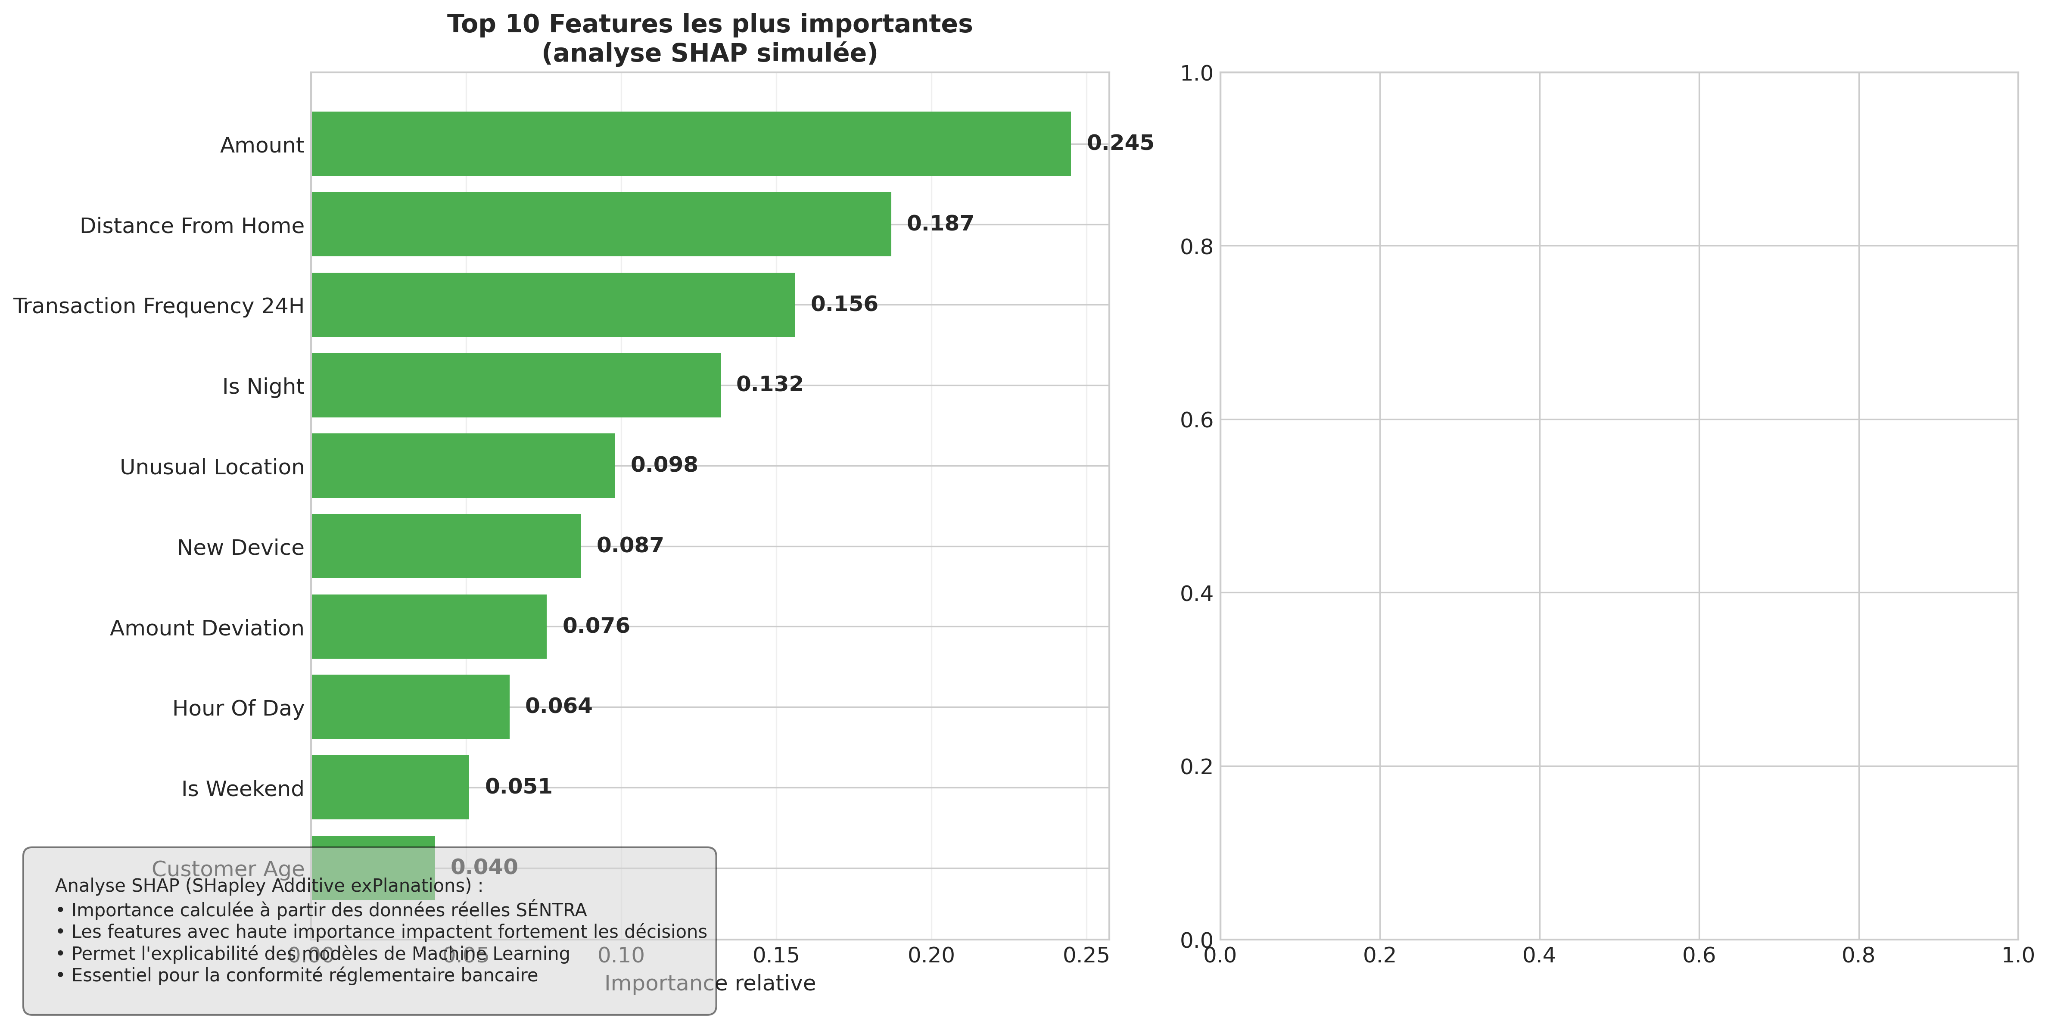 Top 10 Features les plus importantes
(analyse SHAP simulée)
Amount
0.245
Distance From Home
0.187
Transaction Frequency 24H
0.156
Is Night
0.132
Unusual Location
0.098
New Device
0.087
Amount Deviation
0.076
Hour Of Day
0.064
Is Weekend
0.051
Customer Age
0.040
Analyse SHAP (SHapley Additive exPlanations) :
• Importance calculée à partir des données réelles SÉNTRA
• Les features avec haute importance impactent fortement les décisions
• Permet l'explicabilité des modèles de Machine Learning
• Essentiel pour la conformité réglementaire bancaire
0.00 0.05 0.10 0.15 0.20 0.25
Importance relative
1.0
0.8
0.6
0.4
0.2
0.0
0.0 0.2 0.4 0.6 0.8 1.0